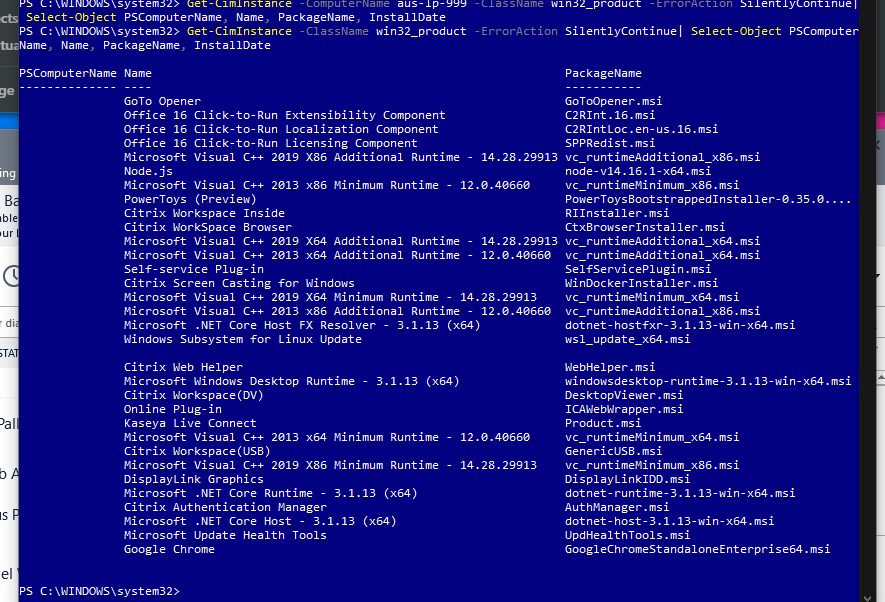 PS C:\WINDOWS\system32> Get-CimInstance -ComputerName aus-lp-999 -ClassName win32_product -ErrorAction SilentlyContinue|
Select-Object PSComputerName, Name, PackageName, InstallDate
PS C:\WINDOWS\system32> Get-CimInstance -ClassName win32_product -ErrorAction SilentlyContinue| Select-Object PSComputer
Name, Name, PackageName, InstallDate
PSComputerName Name PackageName
-------------- ---- -----------
GoTo Opener GoToOpener.msi
Office 16 Click-to-Run Extensibility Component C2RInt.16.msi
Office 16 Click-to-Run Localization Component C2RIntLoc.en-us.16.msi
Office 16 Click-to-Run Licensing Component SPPRedist.msi
Microsoft Visual C++ 2019 X86 Additional Runtime - 14.28.29913 vc_runtimeAdditional_x86.msi
Node.js node-v14.16.1-x64.msi
Microsoft Visual C++ 2013 x86 Minimum Runtime - 12.0.40660 vc_runtimeMinimum_x86.msi
PowerToys (Preview) PowerToysBootstrappedInstaller-0.35.0....
Citrix Workspace Inside RIInstaller.msi
Citrix WorkSpace Browser CtxBrowserInstaller.msi
Microsoft Visual C++ 2019 X64 Additional Runtime - 14.28.29913 vc_runtimeAdditional_x64.msi
Microsoft Visual C++ 2013 x64 Additional Runtime - 12.0.40660 vc_runtimeAdditional_x64.msi
Self-service Plug-in SelfServicePlugin.msi
Citrix Screen Casting for Windows WinDockerInstaller.msi
Microsoft Visual C++ 2019 X64 Minimum Runtime - 14.28.29913 vc_runtimeMinimum_x64.msi
Microsoft Visual C++ 2013 x86 Additional Runtime - 12.0.40660 vc_runtimeAdditional_x86.msi
Microsoft .NET Core Host FX Resolver - 3.1.13 (x64) dotnet-hostfxr-3.1.13-win-x64.msi
Windows Subsystem for Linux Update wsl_update_x64.msi
Citrix Web Helper WebHelper.msi
Microsoft Windows Desktop Runtime - 3.1.13 (x64) windowsdesktop-runtime-3.1.13-win-x64.msi
Citrix Workspace(DV) DesktopViewer.msi
Online Plug-in ICAWebWrapper.msi
Kaseya Live Connect Product.msi
Microsoft Visual C++ 2013 x64 Minimum Runtime - 12.0.40660 vc_runtimeMinimum_x64.msi
Citrix Workspace(USB) GenericUSB.msi
Microsoft Visual C++ 2019 X86 Minimum Runtime - 14.28.29913 vc_runtimeMinimum_x86.msi
DisplayLink Graphics DisplayLinkIDD.msi
Microsoft .NET Core Runtime - 3.1.13 (x64) dotnet-runtime-3.1.13-win-x64.msi
Citrix Authentication Manager AuthManager.msi
Microsoft .NET Core Host - 3.1.13 (x64) dotnet-host-3.1.13-win-x64.msi
Microsoft Update Health Tools UpdHealthTools.msi
Google Chrome GoogleChromeStandaloneEnterprise64.msi
PS C:\WINDOWS\system32>